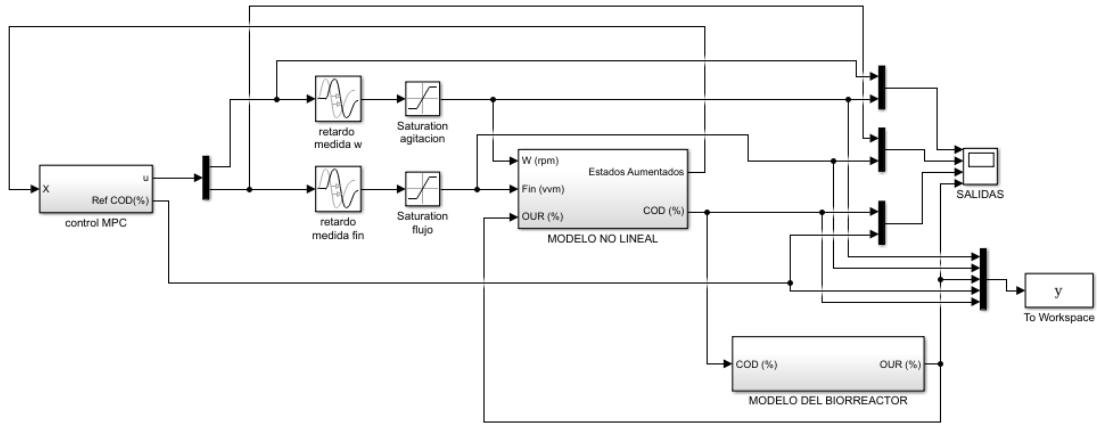 X
u
Ref COD(%)
control MPC
retardo
medida w
Saturation
agitacion
retardo
medida fin
Saturation
flujo
W (rpm)
Fin (vvm)
OUR (%)
Estados Aumentados
COD (%)
MODELO NO LINEAL
SALIDAS
y
To Workspace
COD (%)
OUR (%)
MODELO DEL BIORREACTOR